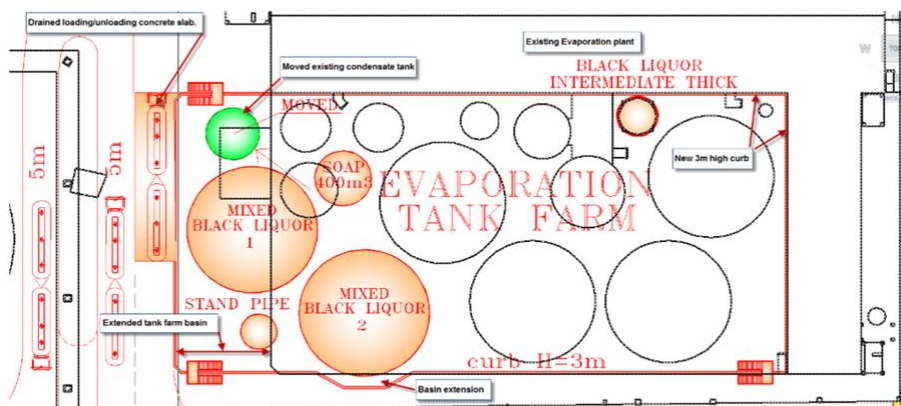 Drained loading/unloading concrete slab.
Existing Evaporation plant
Moved existing condensate tank
BLACK LIQUOR
INTERMEDIATE THICK
W
MOVED
5m
5m
New 3m high curb
SOAP
400m3
EVAPORATION
TANK FARM
MIXED
BLACK LIQUOR
1
MIXED
BLACK LIQUOR
2
STAND PIPE
Extended tank farm basin
curb H=3m
Basin extension